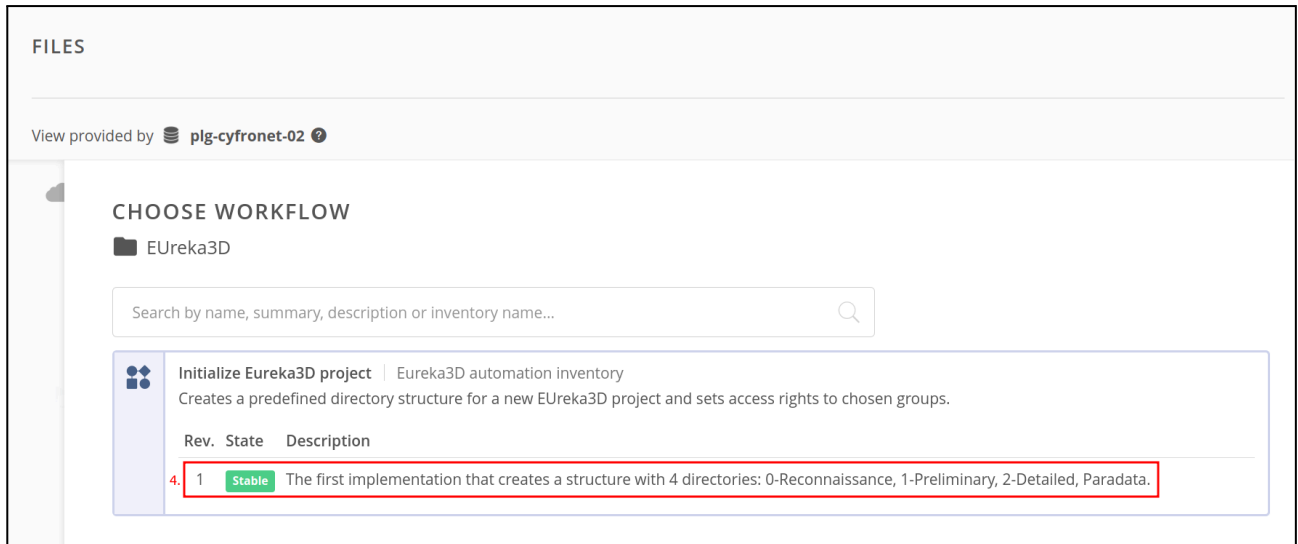 FILES
View provided by plg-cyfronet-02 ?
CHOOSE WORKFLOW
EUreka3D
Search by name, summary, description or inventory name...
Initialize Eureka3D project Eureka3D automation inventory
Creates a predefined directory structure for a new EUreka3D project and sets access rights to chosen groups.
Rev. State Description
4. 1 Stable The first implementation that creates a structure with 4 directories: 0-Reconnaissance, 1-Preliminary, 2-Detailed, Paradata.